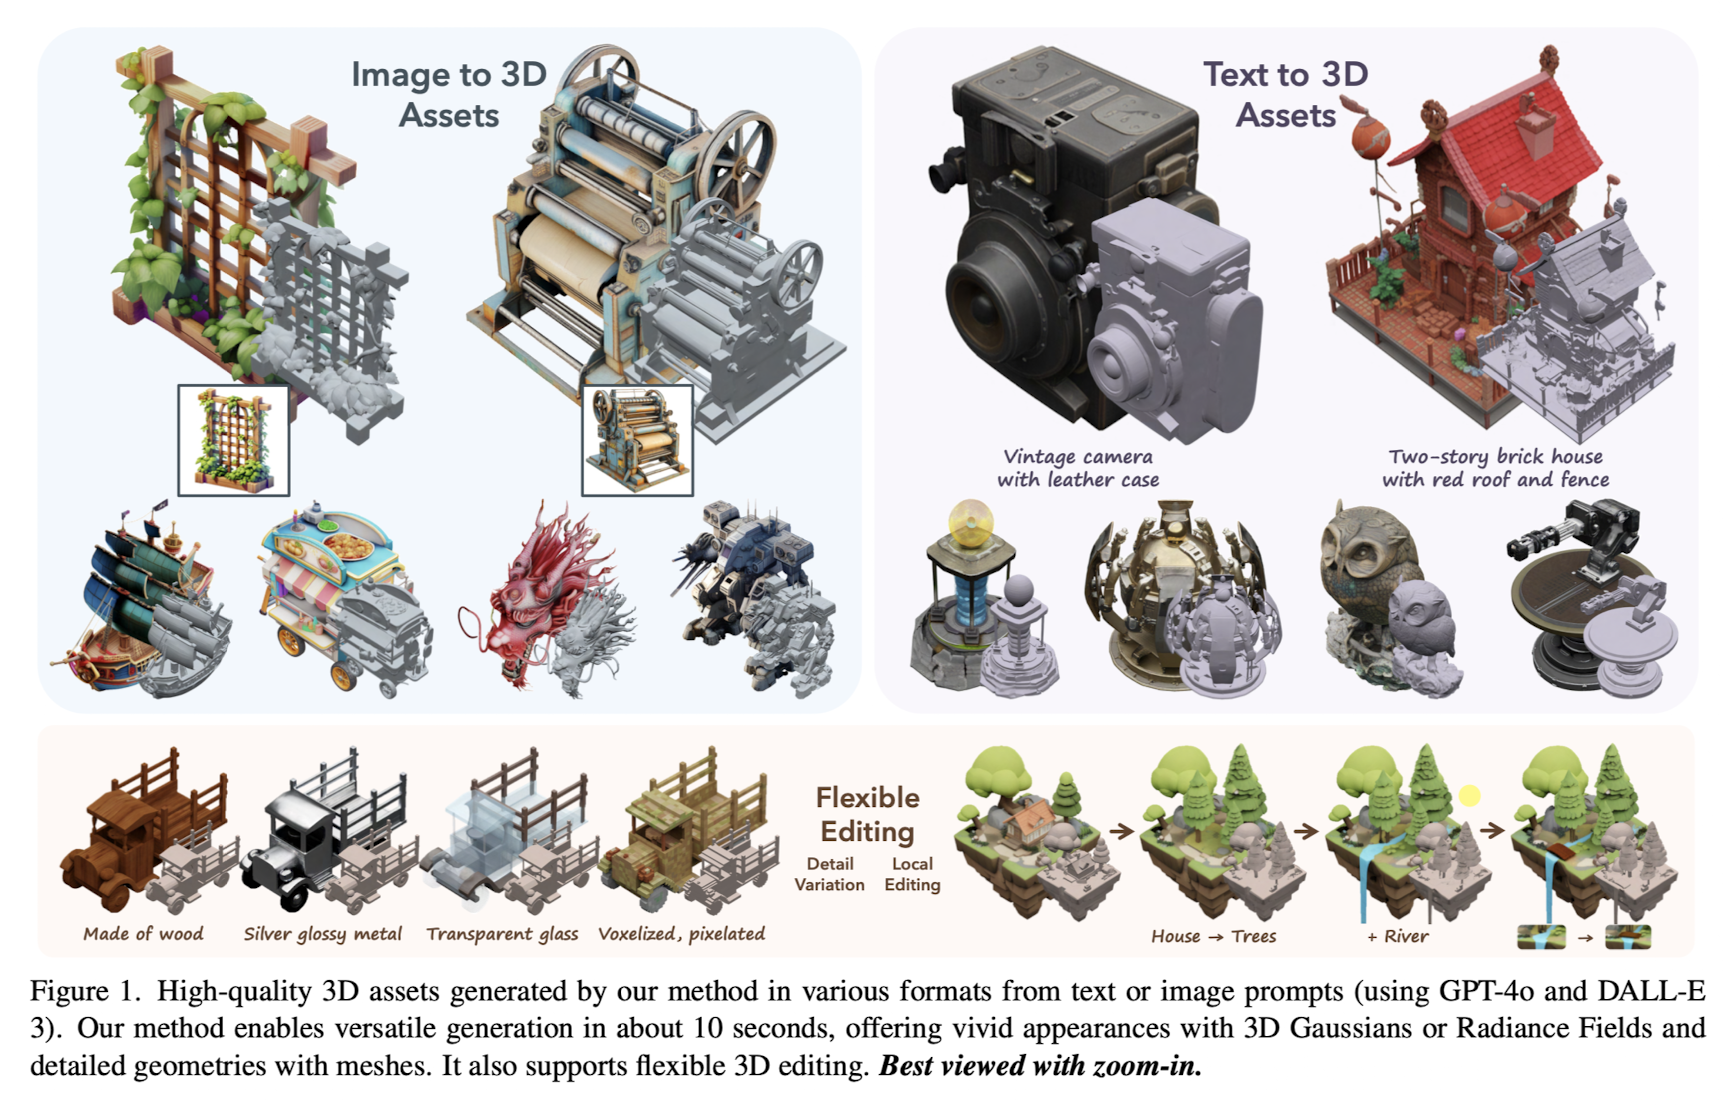 Image to 3D
Assets
Text to 3D
Assets
Vintage camera
with leather case
Two-story brick house
with red roof and fence
Flexible
Editing
Detail
Variation
Local
Editing
Made of wood
Silver glossy metal
Transparent glass
Voxelized, pixelated
House → Trees
+ River
→
Figure 1. High-quality 3D assets generated by our method in various formats from text or image prompts (using GPT-4o and DALL-E
3). Our method enables versatile generation in about 10 seconds, offering vivid appearances with 3D Gaussians or Radiance Fields and
detailed geometries with meshes. It also supports flexible 3D editing. Best viewed with zoom-in.